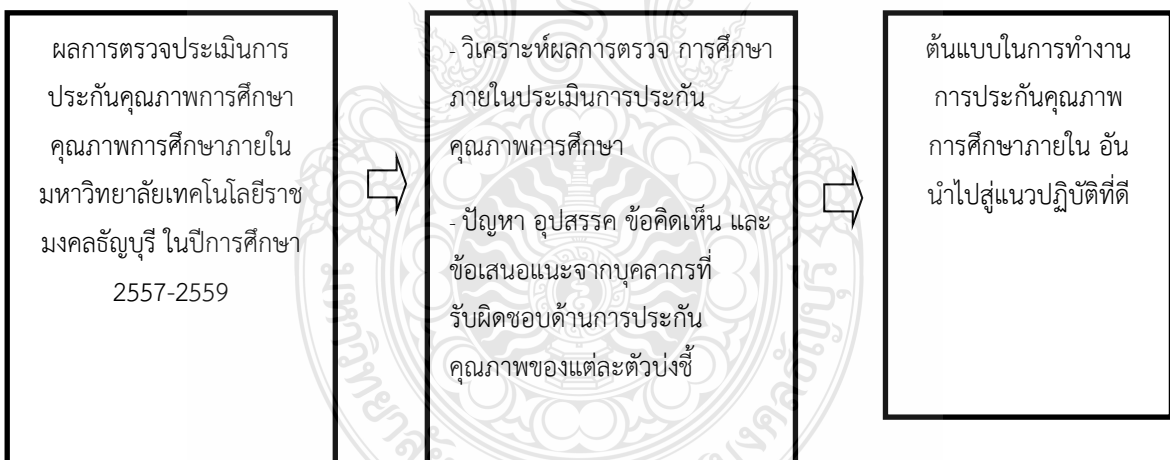 ผลการตรวจประเมินการ
ประกันคุณภาพการศึกษา
คุณภาพการศึกษาภายใน
มหาวิทยาลัยเทคโนโลยีราช
มงคลธัญบุรี ในปีการศึกษา
2557-2559
- วิเคราะห์ผลการตรวจ การศึกษา
ภายในประเมินการประกัน
คุณภาพการศึกษา
- ปัญหา อุปสรรค ข้อคิดเห็น และ
ข้อเสนอแนะจากบุคลากรที่
รับผิดชอบด้านการประกัน
คุณภาพของแต่ละตัวบ่งชี้
ต้นแบบในการทำงาน
การประกันคุณภาพ
การศึกษาภายใน อัน
นำไปสู่แนวปฏิบัติที่ดี